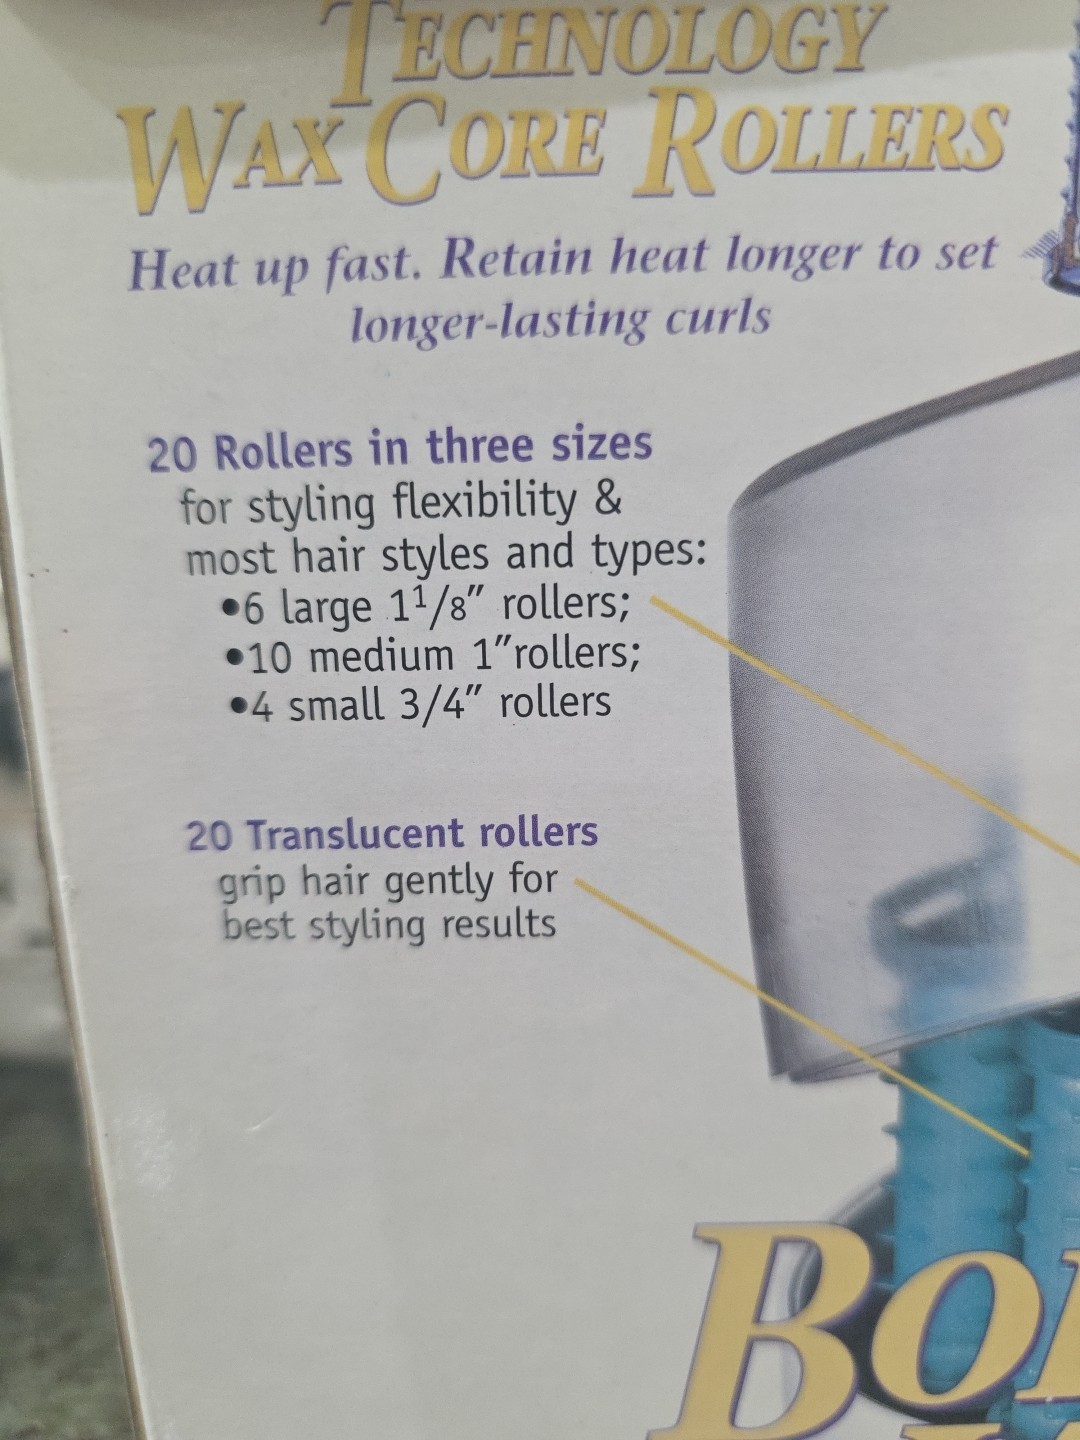 TECHNOLOGY
WAX CORE ROLLERS
Heat up fast. Retain heat longer to set
longer-lasting curls
20 Rollers in three sizes
for styling flexibility &
most hair styles and types:
•6 large 1 1/8" rollers;
•10 medium 1"rollers;
•4 small 3/4" rollers
20 Translucent rollers
grip hair gently for
best styling results